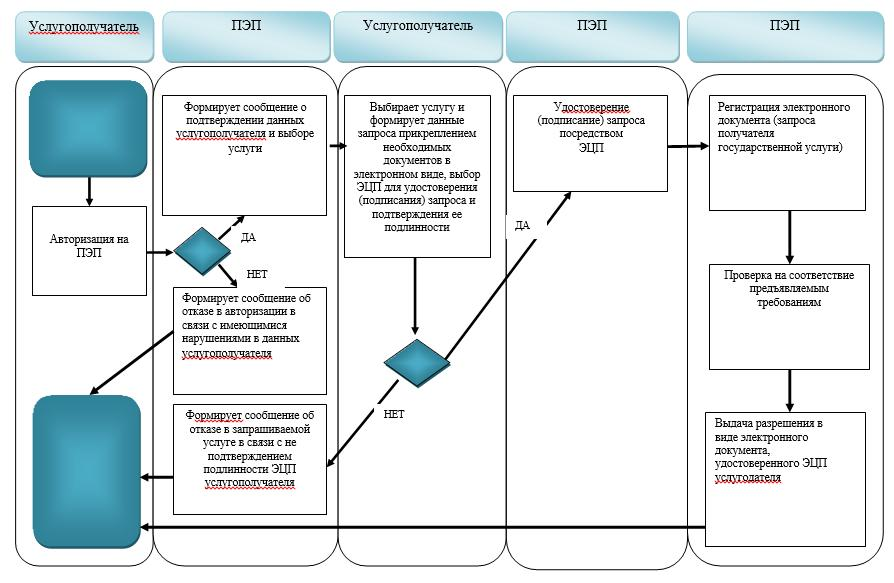 Услугополучатель
ПЭП
Услугополучатель
ПЭП
ПЭП
Авторизация на
ПЭП
Формирует сообщение о
подтверждении данных
услугополучателя и выборе
услуги
ДА
НЕТ
Формирует сообщение об
отказе в авторизации в
связи с имеющимися
нарушениями в данных
услугополучателя
Формирует сообщение об
отказе в запрашиваемой
услуге в связи с не
подтверждением
подлинности ЭЦП
услугополучателя
Выбирает услугу и
формирует данные
запроса прикреплением
необходимых
документов в
электронном виде, выбор
ЭЦП для удостоверения
(подписания) запроса и
подтверждения ее
подлинности
ДА
НЕТ
Удостоверение
(подписание) запроса
посредством
ЭЦП
Регистрация электронного
документа (запроса
получателя
государственной услуги)
Проверка на соответствие
предъявляемым
требованиям
Выдача разрешения в
виде электронного
документа,
удостоверенного ЭЦП
услугодателя